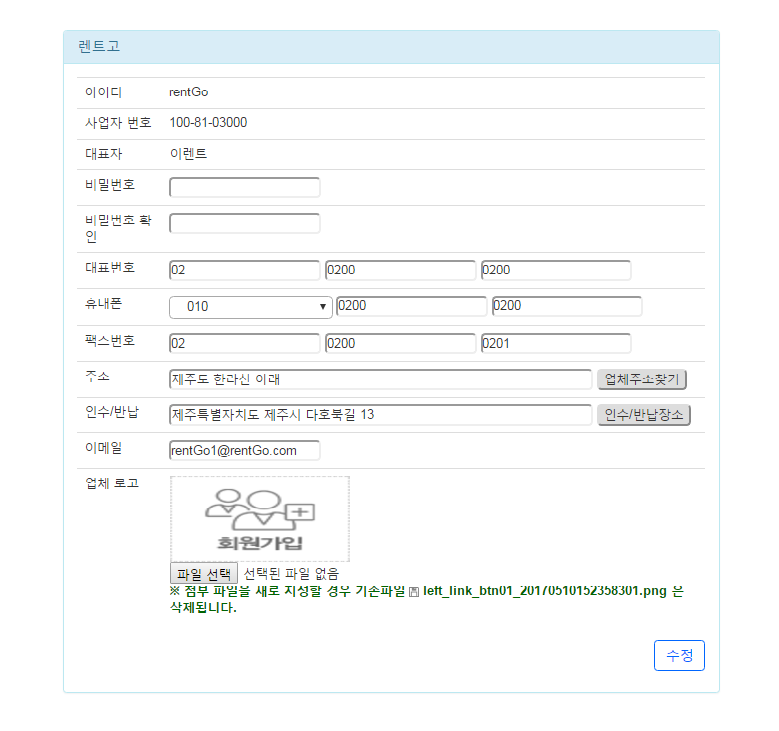 렌트고
아이디 rentGo
사업자 번호 100-81-03000
대표자 이렌트
비밀번호
비밀번호 확
인
대표번호 02 0200 0200
휴대폰 010 ▼ 0200 0200
팩스번호 02 0200 0201
주소 제주도 한라산 아래 업체주소찾기
인수/반납 제주특별자치도 제주시 다호북길 13 인수/반납장소
이메일 rentGo1@rentGo.com
업체 로고
회원가입
파일 선택 선택된 파일 없음
※ 첨부 파일을 새로 지정할 경우 기존파일 left_link_btn01_20170510152358301.png 은
삭제됩니다.
수정